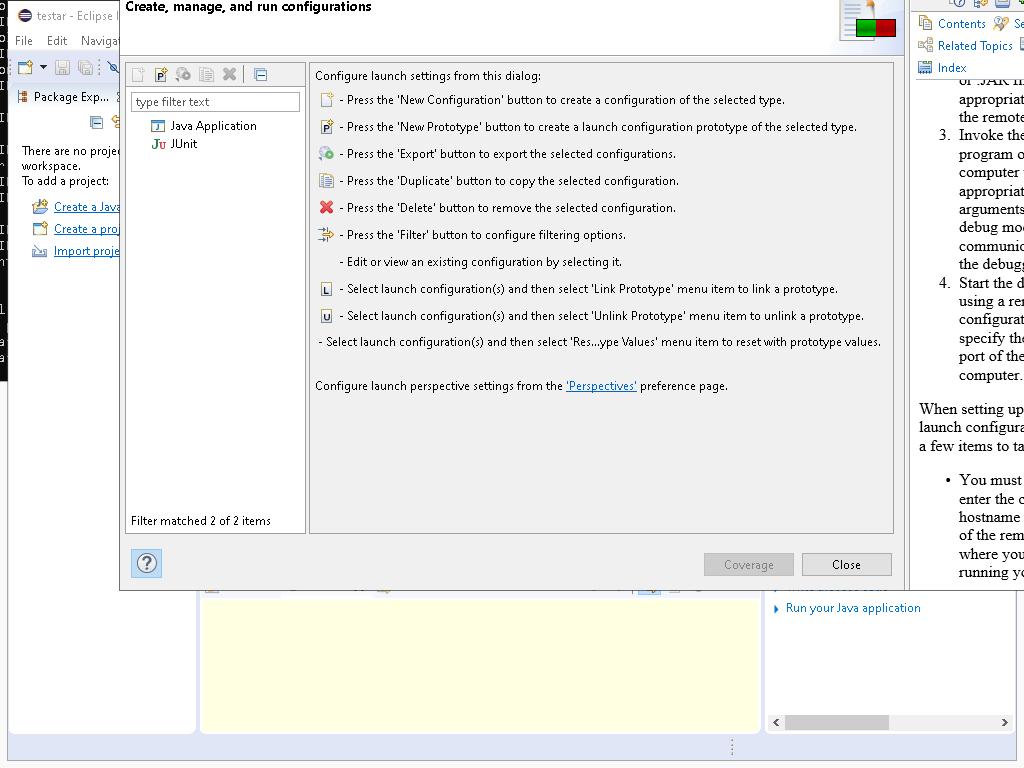 testar - Eclipse I
File Edit Naviga
Package Exp...
There are no proje
workspace.
To add a project:
Create a Java
Create a proj
Import proje
Create, manage, and run configurations
type filter text
Java Application
JUnit
Filter matched 2 of 2 items
Configure launch settings from this dialog:
- Press the 'New Configuration' button to create a configuration of the selected type.
- Press the 'New Prototype' button to create a launch configuration prototype of the selected type.
- Press the 'Export' button to export the selected configurations.
- Press the 'Duplicate' button to copy the selected configuration.
- Press the 'Delete' button to remove the selected configuration.
- Press the 'Filter' button to configure filtering options.
- Edit or view an existing configuration by selecting it.
L - Select launch configuration(s) and then select 'Link Prototype' menu item to link a prototype.
U - Select launch configuration(s) and then select 'Unlink Prototype' menu item to unlink a prototype.
- Select launch configuration(s) and then select 'Res...ype Values' menu item to reset with prototype values.
Configure launch perspective settings from the 'Perspectives' preference page.
Coverage Close
Contents Se
Related Topics
Index
appropriat
the remote
3. Invoke the
program o
computer
appropriat
arguments
debug mod
communic
the debugg
4. Start the d
using a rem
configurat
specify the
port of the
computer.
When setting up
launch configura
a few items to ta
• You must
enter the c
hostname
of the rem
where you
running yo
Run your Java application